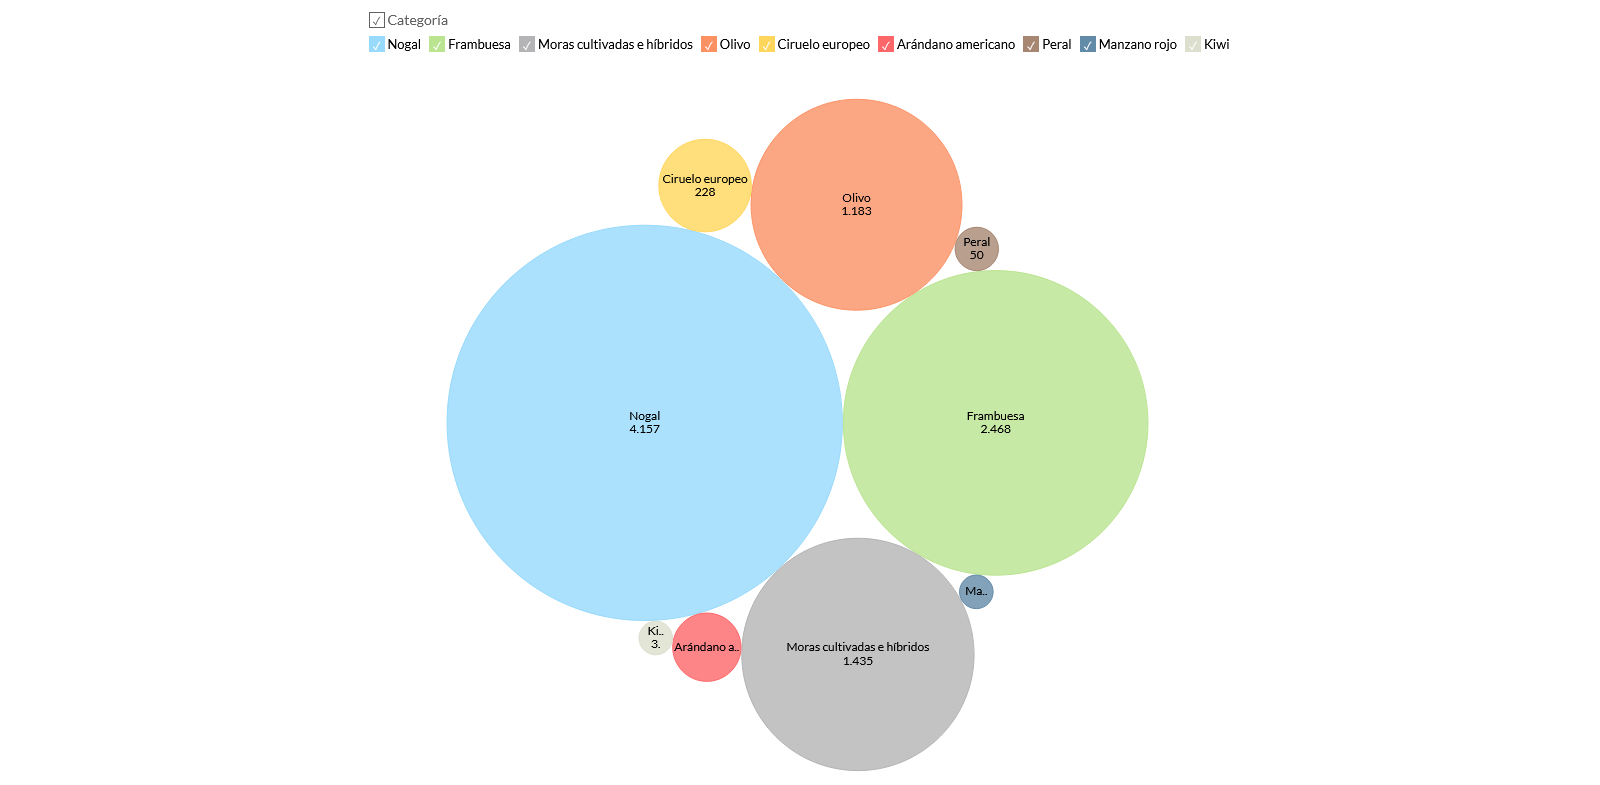 Categoría
Nogal Frambuesa Moras cultivadas e híbridos Olivo Ciruelo europeo Arándano americano Peral Manzano rojo Kiwi
Ciruelo europeo
228
Olivo
1.183
Peral
50
Nogal
4.157
Frambuesa
2.468
Ma..
Ki..
3.
Arándano a..
Moras cultivadas e híbridos
1.435